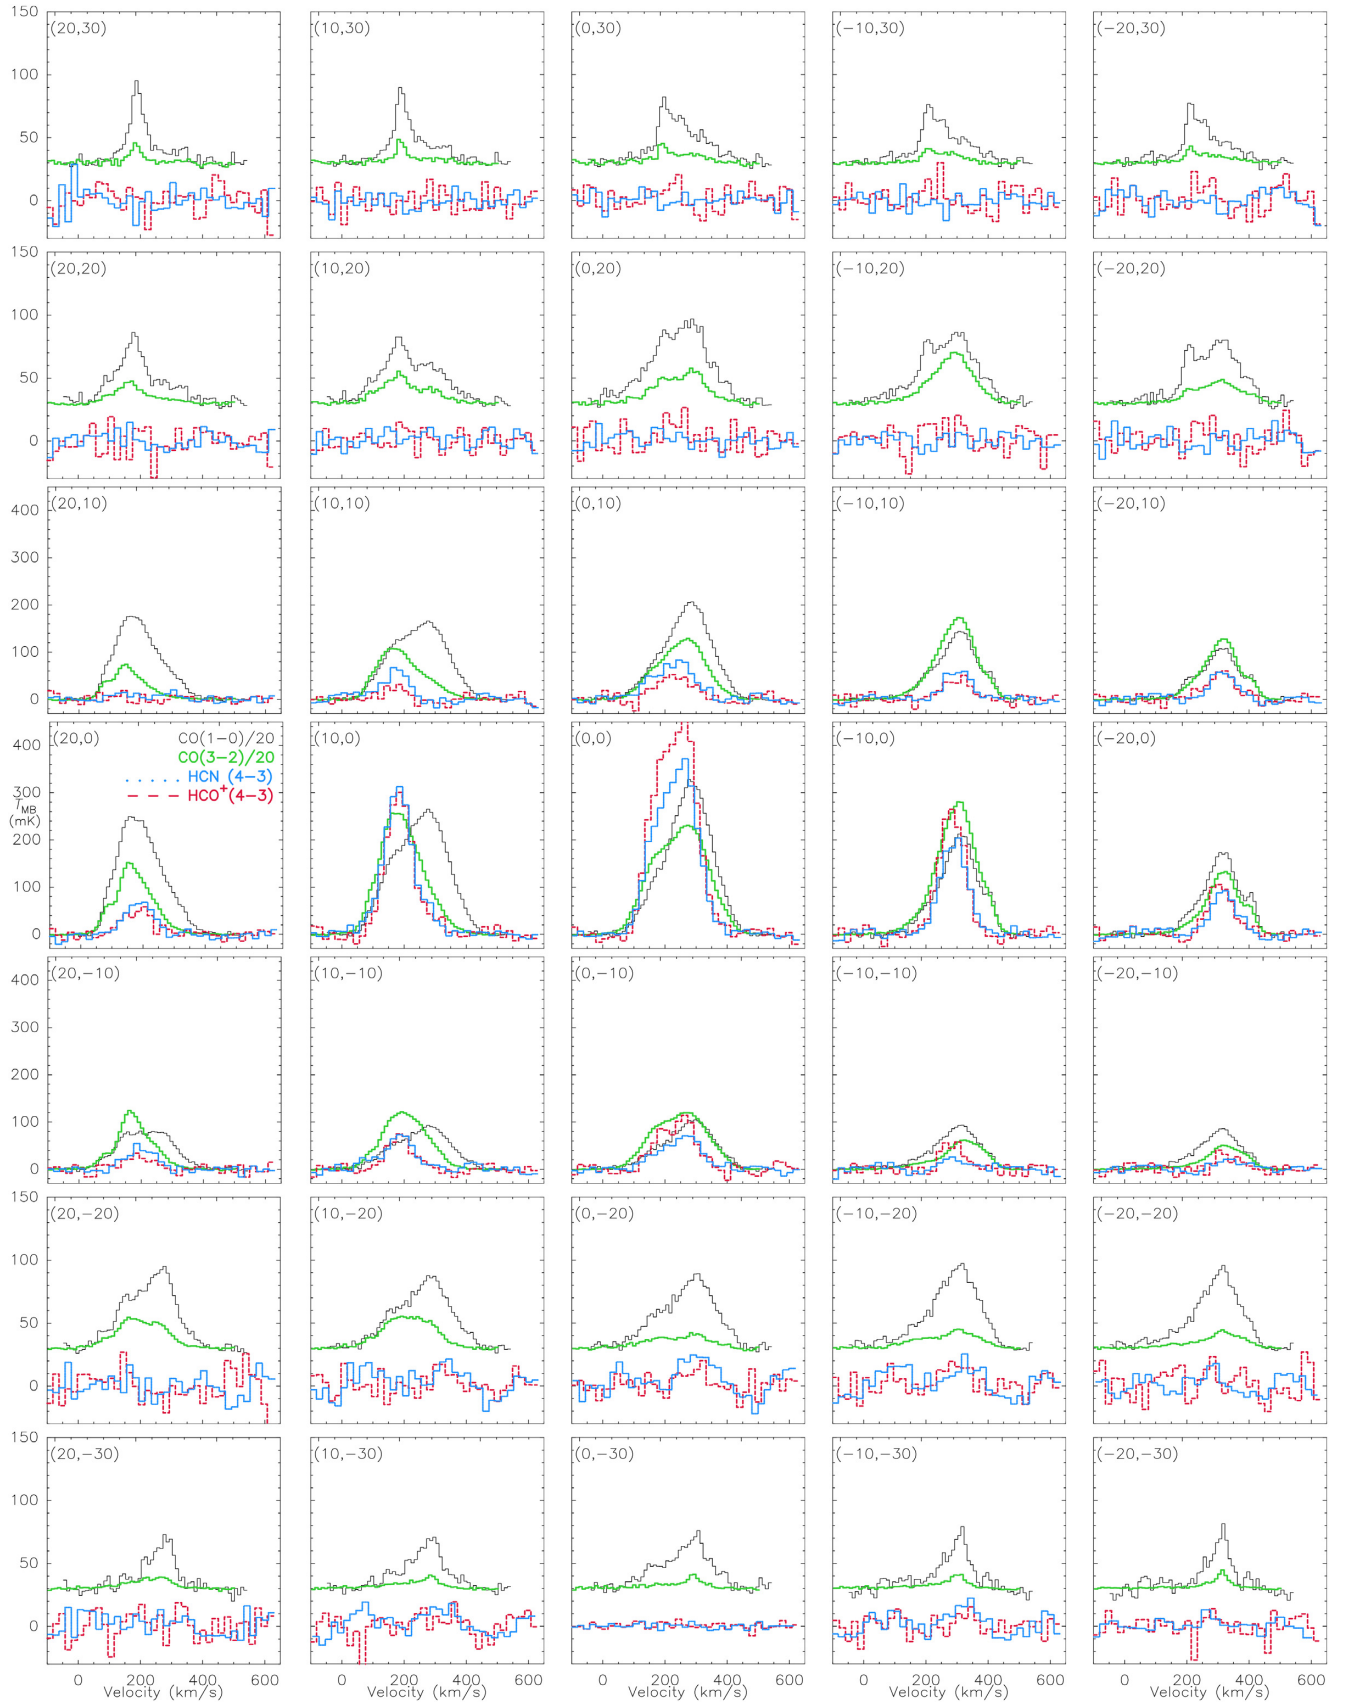 150 (20,30) (10,30) (0,30) (−10,30) (−20,30)
100
50
0
150 (20,20) (10,20) (0,20) (−10,20) (−20,20)
100
50
0
(20,10) (10,10) (0,10) (−10,10) (−20,10)
400
300
200
100
0
(20,0) CO(1−0)/20 (10,0) (0,0) (−10,0) (−20,0)
400
CO(3−2)/20
HCN (4−3)
HCO⁺(4−3)
300
T_MB
(mK)
200
100
0
(20,−10) (10,−10) (0,−10) (−10,−10) (−20,−10)
400
300
200
100
0
150 (20,−20) (10,−20) (0,−20) (−10,−20) (−20,−20)
100
50
0
150 (20,−30) (10,−30) (0,−30) (−10,−30) (−20,−30)
100
50
0
0 200 400 600 0 200 400 600 0 200 400 600 0 200 400 600 0 200 400 600
Velocity (km/s) Velocity (km/s) Velocity (km/s) Velocity (km/s) Velocity (km/s)